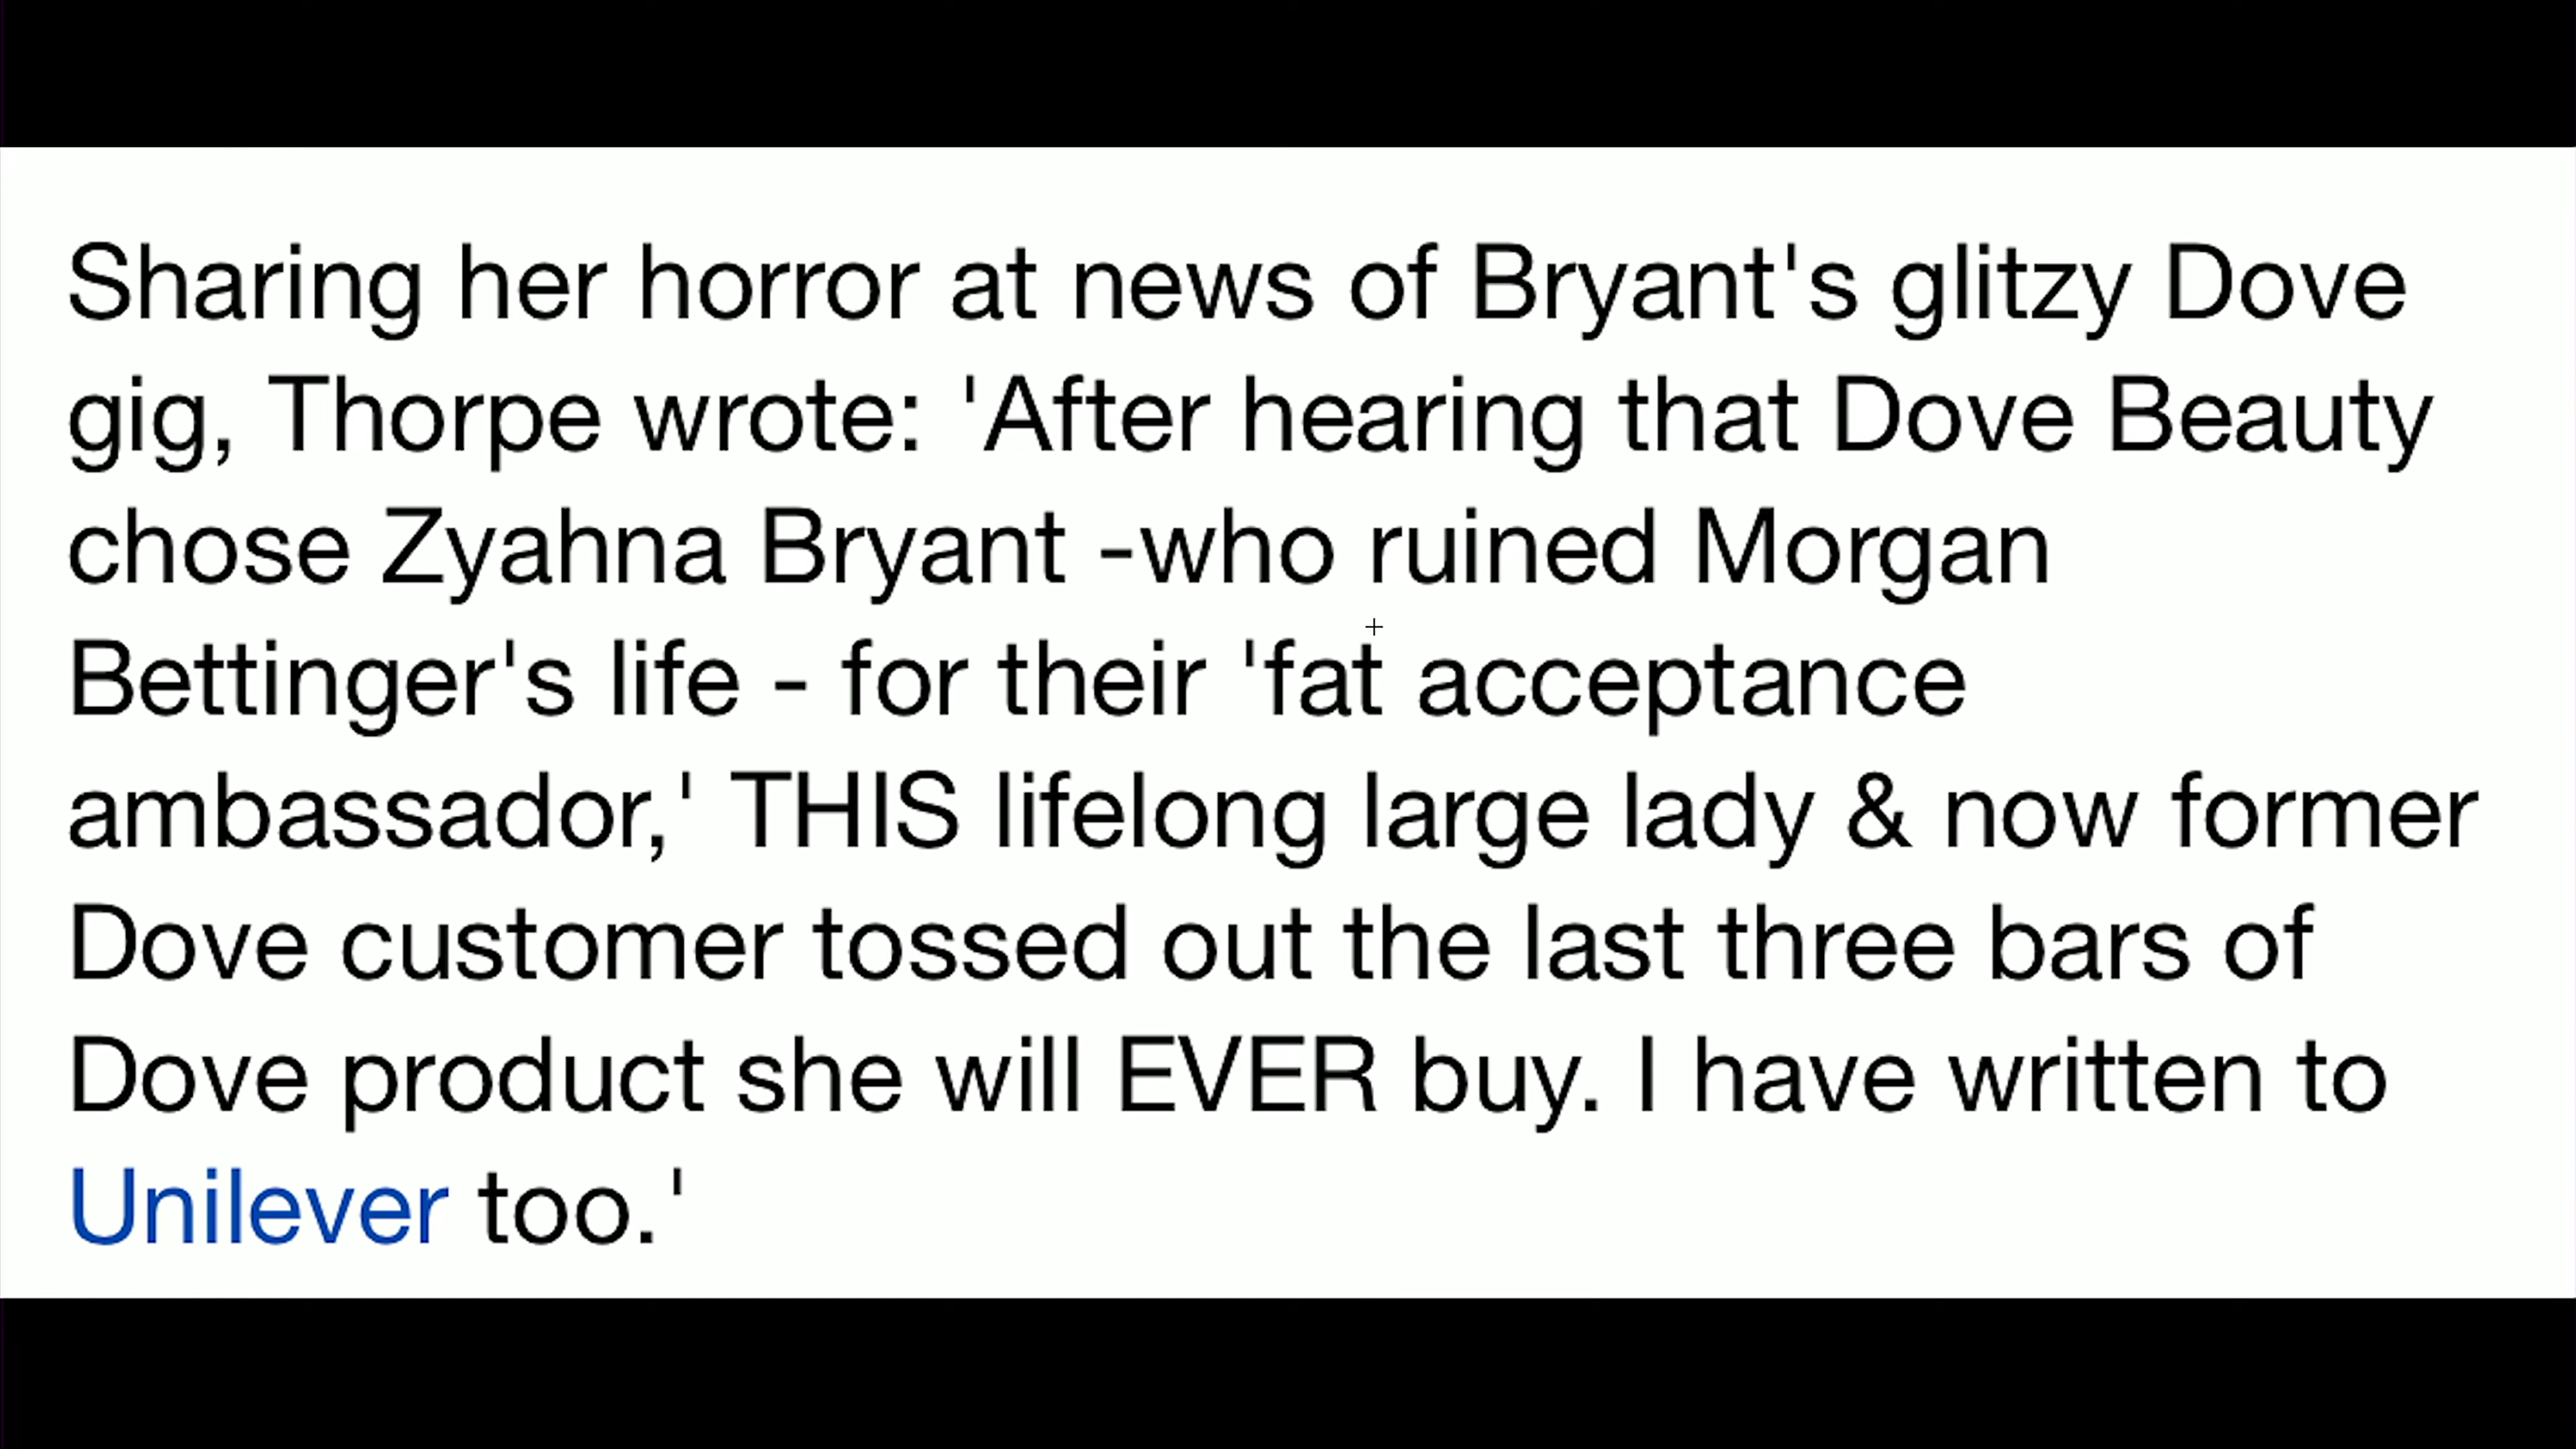 Sharing her horror at news of Bryant's glitzy Dove
gig, Thorpe wrote: 'After hearing that Dove Beauty
chose Zyahna Bryant -who ruined Morgan
Bettinger's life - for their 'fat acceptance
ambassador,' THIS lifelong large lady & now former
Dove customer tossed out the last three bars of
Dove product she will EVER buy. I have written to
Unilever too.'